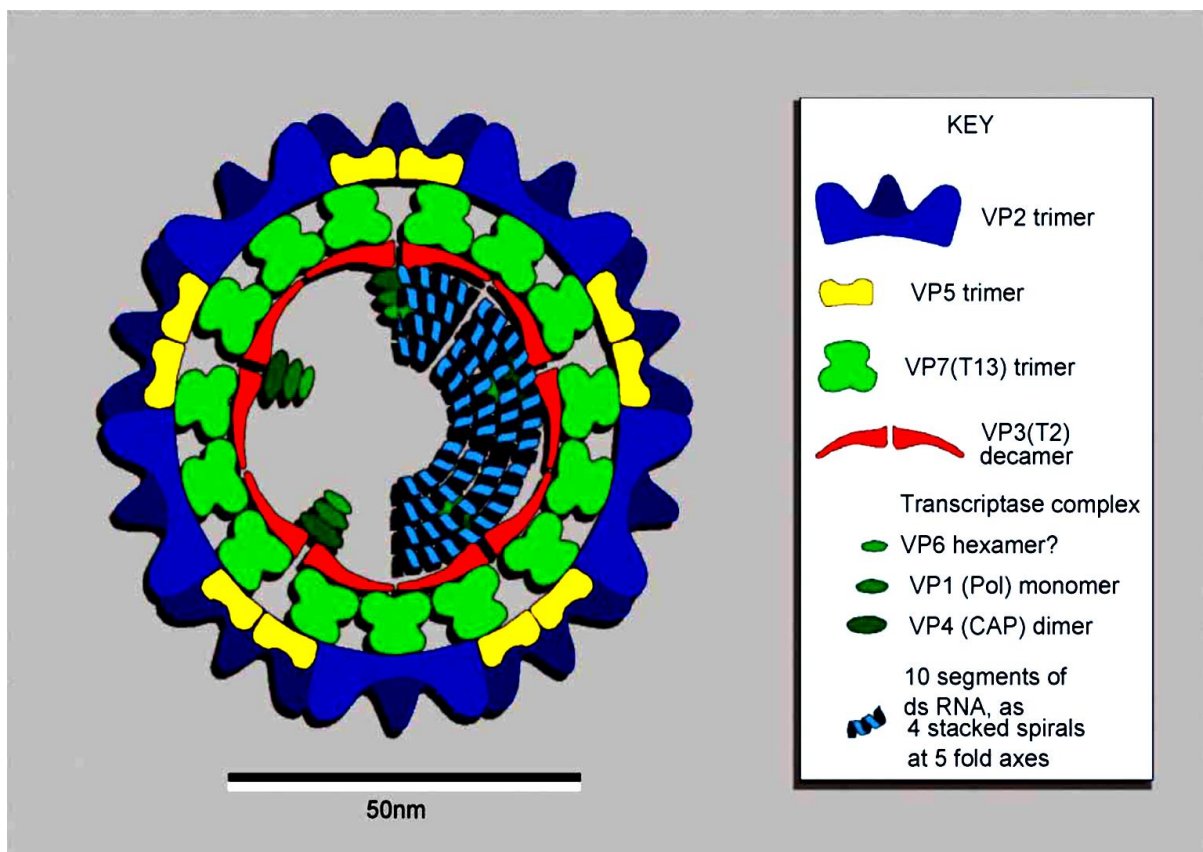 KEY
VP2 trimer
VP5 trimer
VP7(T13) trimer
VP3(T2)
decamer
Transcriptase complex
VP6 hexamer?
VP1 (Pol) monomer
VP4 (CAP) dimer
10 segments of
ds RNA, as
4 stacked spirals
at 5 fold axes
50nm